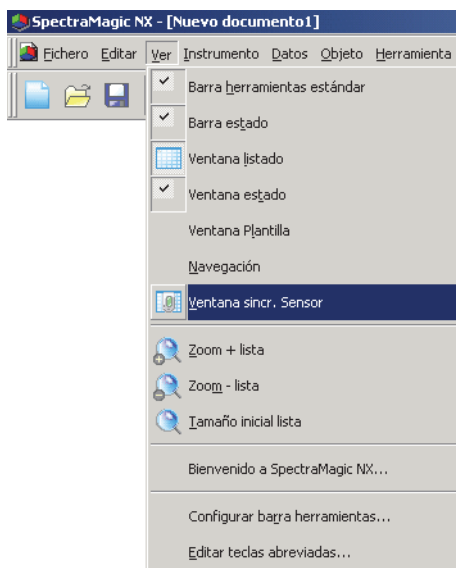 SpectraMagic NX - [Nuevo documento1]
Fichero Editar Ver Instrumento Datos Objeto Herramienta
Barra herramientas estándar
Barra estado
Ventana listado
Ventana estado
Ventana Plantilla
Navegación
Ventana sincr. Sensor
Zoom + lista
Zoom - lista
Tamaño inicial lista
Bienvenido a SpectraMagic NX...
Configurar barra herramientas...
Editar teclas abreviadas...